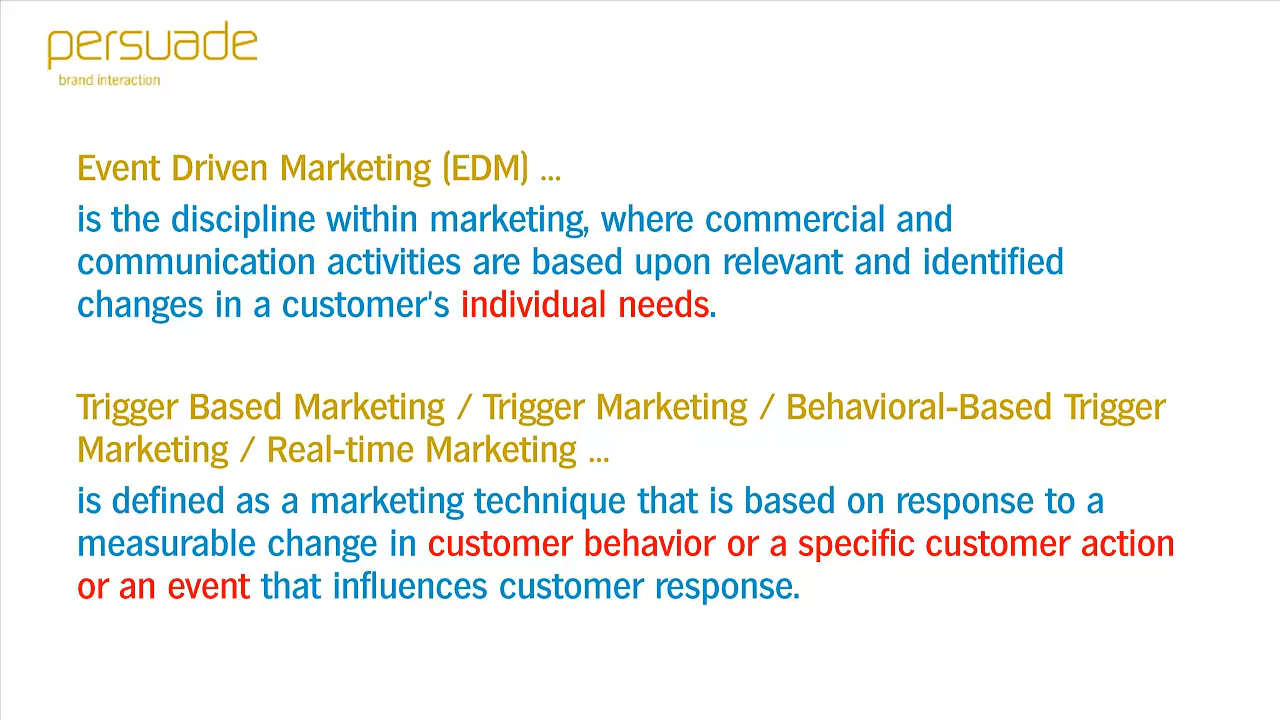 persuade
brand interaction
Event Driven Marketing (EDM) ...
is the discipline within marketing, where commercial and
communication activities are based upon relevant and identified
changes in a customer's individual needs.
Trigger Based Marketing / Trigger Marketing / Behavioral-Based Trigger
Marketing / Real-time Marketing ...
is defined as a marketing technique that is based on response to a
measurable change in customer behavior or a specific customer action
or an event that influences customer response.